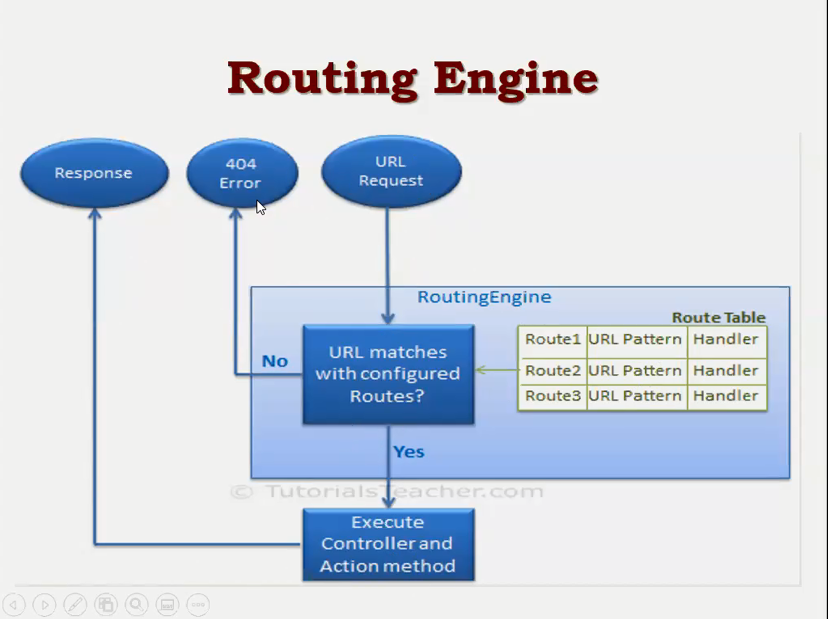 Routing Engine
Response
404
Error
URL
Request
RoutingEngine
Route Table
Route1 URL Pattern Handler
Route2 URL Pattern Handler
Route3 URL Pattern Handler
No
URL matches
with configured
Routes?
Yes
© TutorialsTeacher.com
Execute
Controller and
Action method